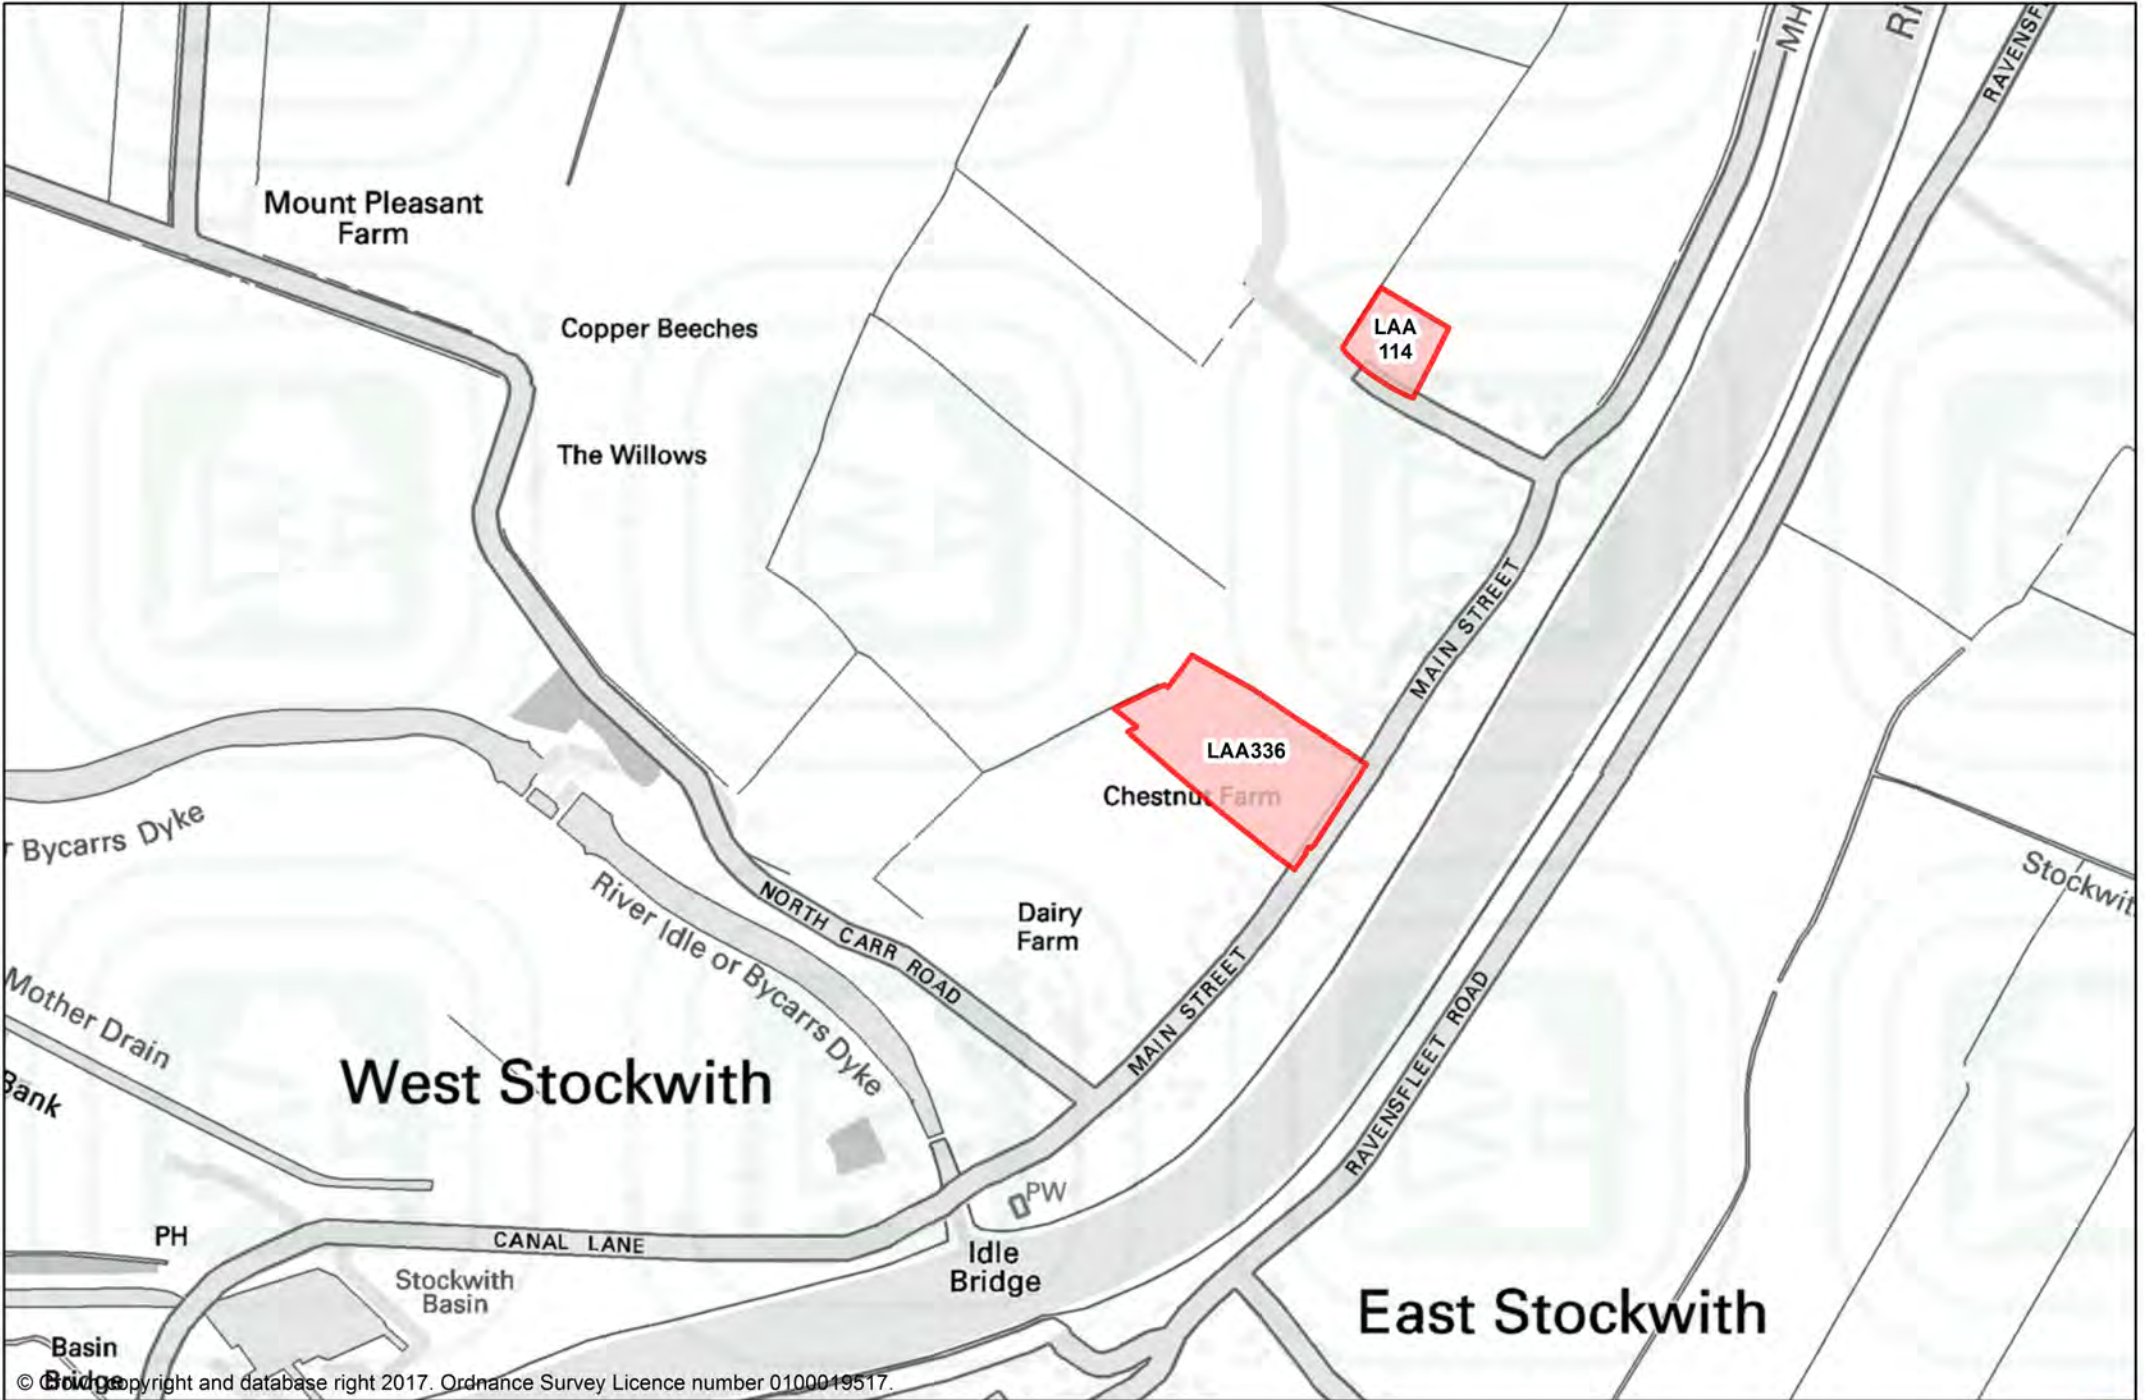 MH
Ri
RAVENSF
Mount Pleasant
Farm
Copper Beeches
The Willows
LAA
114
MAIN STREET
LAA336
Chestnut Farm
r Bycarrs Dyke
River Idle or Bycarrs Dyke
NORTH CARR ROAD
Dairy
Farm
Stockwit
MAIN STREET
Mother Drain
Bank
West Stockwith
RAVENSFLEET ROAD
PW
PH
CANAL LANE
Idle
Bridge
Stockwith
Basin
East Stockwith
Basin
Bridge
© Crown copyright and database right 2017. Ordnance Survey Licence number 0100019517.